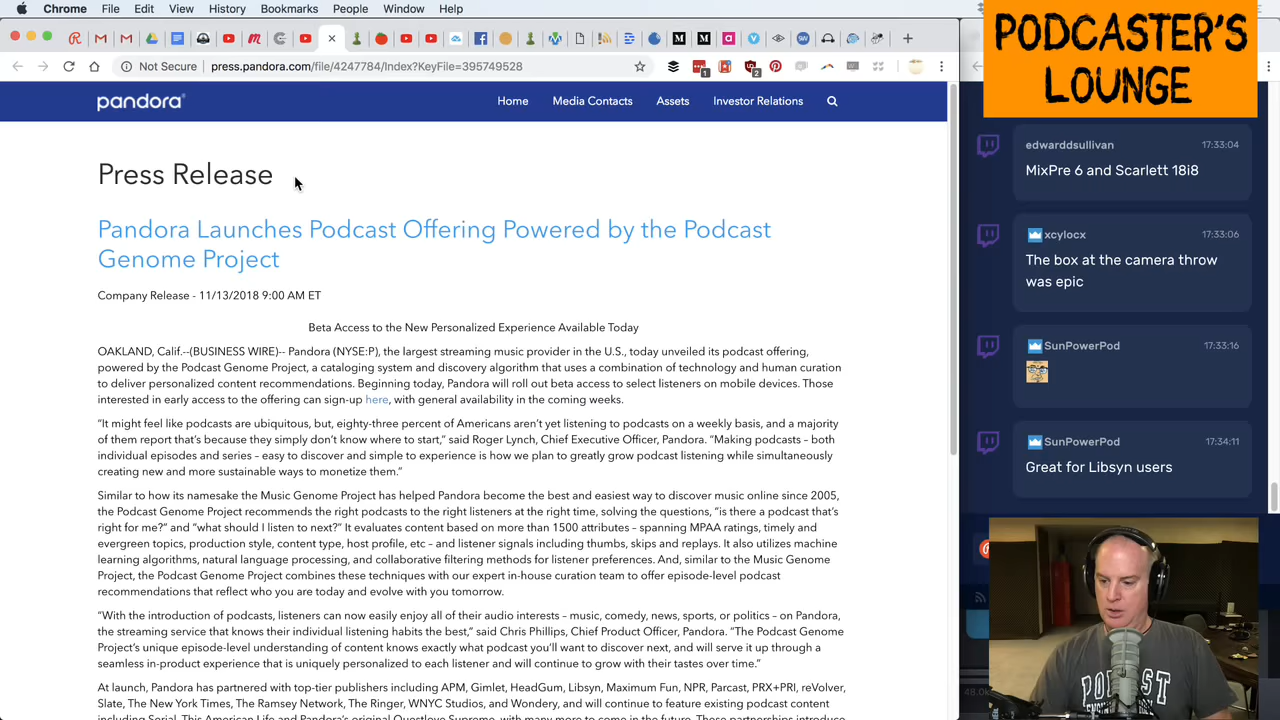 Chrome File Edit View History Bookmarks People Window Help
Not Secure press.pandora.com/file/4247784/Index?KeyFile=395749528
1
2
pandora
Home Media Contacts Assets Investor Relations
Press Release
Pandora Launches Podcast Offering Powered by the Podcast
Genome Project
Company Release - 11/13/2018 9:00 AM ET
Beta Access to the New Personalized Experience Available Today
OAKLAND, Calif.--(BUSINESS WIRE)-- Pandora (NYSE:P), the largest streaming music provider in the U.S., today unveiled its podcast offering,
powered by the Podcast Genome Project, a cataloging system and discovery algorithm that uses a combination of technology and human curation
to deliver personalized content recommendations. Beginning today, Pandora will roll out beta access to select listeners on mobile devices. Those
interested in early access to the offering can sign-up here, with general availability in the coming weeks.
“It might feel like podcasts are ubiquitous, but, eighty-three percent of Americans aren’t yet listening to podcasts on a weekly basis, and a majority
of them report that’s because they simply don’t know where to start,” said Roger Lynch, Chief Executive Officer, Pandora. “Making podcasts – both
individual episodes and series – easy to discover and simple to experience is how we plan to greatly grow podcast listening while simultaneously
creating new and more sustainable ways to monetize them.”
Similar to how its namesake the Music Genome Project has helped Pandora become the best and easiest way to discover music online since 2005,
the Podcast Genome Project recommends the right podcasts to the right listeners at the right time, solving the questions, “is there a podcast that’s
right for me?” and “what should I listen to next?” It evaluates content based on more than 1500 attributes – spanning MPAA ratings, timely and
evergreen topics, production style, content type, host profile, etc – and listener signals including thumbs, skips and replays. It also utilizes machine
learning algorithms, natural language processing, and collaborative filtering methods for listener preferences. And, similar to the Music Genome
Project, the Podcast Genome Project combines these techniques with our expert in-house curation team to offer episode-level podcast
recommendations that reflect who you are today and evolve with you tomorrow.
“With the introduction of podcasts, listeners can now easily enjoy all of their audio interests – music, comedy, news, sports, or politics – on Pandora,
the streaming service that knows their individual listening habits the best,” said Chris Phillips, Chief Product Officer, Pandora. “The Podcast Genome
Project’s unique episode-level understanding of content knows exactly what podcast you’ll want to discover next, and will serve it up through a
seamless in-product experience that is uniquely personalized to each listener and will continue to grow with their tastes over time.”
At launch, Pandora has partnered with top-tier publishers including APM, Gimlet, HeadGum, Libsyn, Maximum Fun, NPR, Parcast, PRX+PRI, reVolver,
Slate, The New York Times, The Ramsey Network, The Ringer, WNYC Studios, and Wondery, and will continue to feature existing podcast content
including Serial, This American Life and Pandora’s original Questlove Supreme, with many more to come in the future. These partnerships introduce
PODCASTER'S
LOUNGE
edwarddsullivan 17:33:04
MixPre 6 and Scarlett 18i8
xcylocx 17:33:06
The box at the camera throw
was epic
SunPowerPod 17:33:16
SunPowerPod 17:34:11
Great for Libsyn users
48.0k